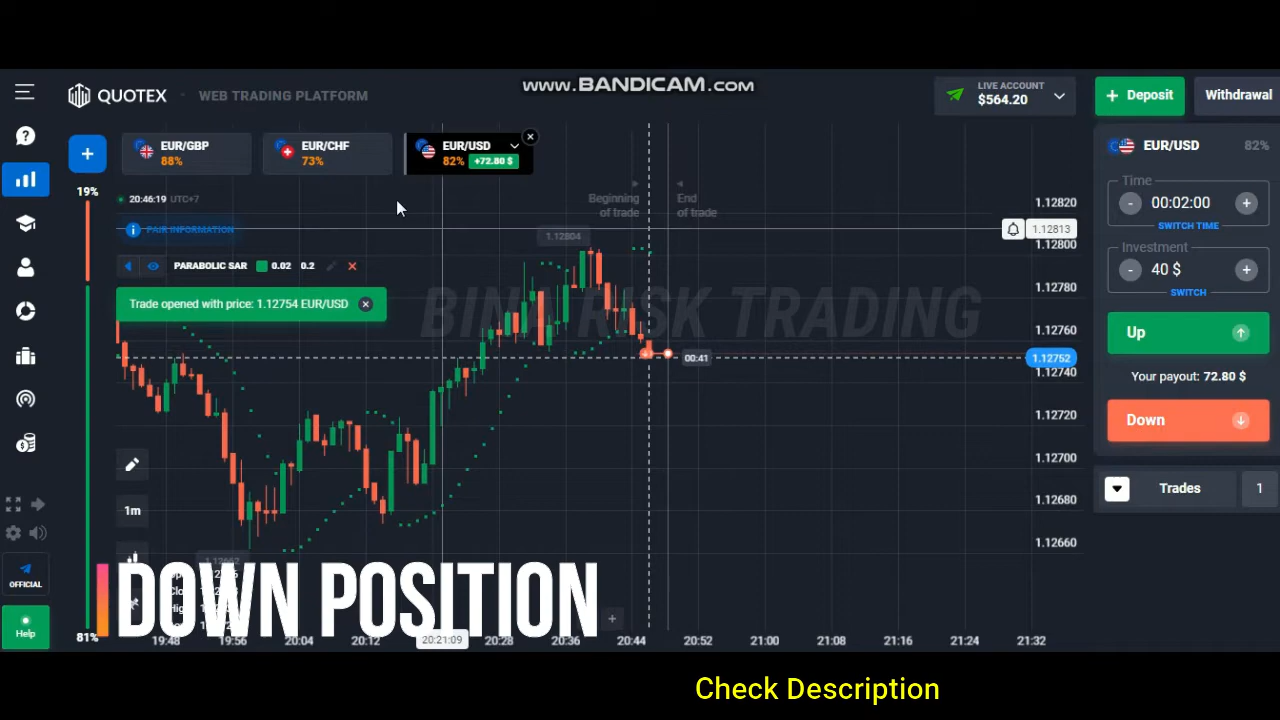 www.BANDICAM.com
QUOTEX
WEB TRADING PLATFORM
LIVE ACCOUNT
$564.20
+ Deposit
Withdrawal
+
EUR/GBP
88%
EUR/CHF
73%
EUR/USD
82% +72.80 $
EUR/USD 82%
19%
20:46:19 UTC+7
Beginning of trade
End of trade
PAIR INFORMATION
PARABOLIC SAR 0.02 0.2
Trade opened with price: 1.12754 EUR/USD
BINA RISK TRADING
1.12804
00:41
1.12820
1.12813
1.12800
1.12780
1.12760
1.12752
1.12740
1.12720
1.12700
1.12680
1.12660
Time
- 00:02:00 +
SWITCH TIME
Investment
- 40 $ +
SWITCH
Up
Your payout: 72.80 $
Down
Trades 1
1m
OFFICIAL
Help
81%
DOWN POSITION
19:48
19:56
20:04
20:12
20:21:09
20:28
20:36
20:44
20:52
21:00
21:08
21:16
21:24
21:32
Check Description